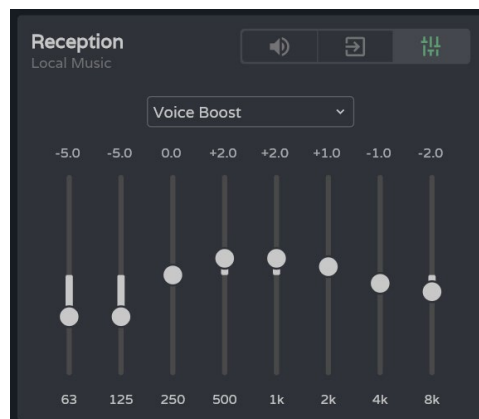 Reception
Local Music
Voice Boost
-5.0 -5.0 0.0 +2.0 +2.0 +1.0 -1.0 -2.0
63 125 250 500 1k 2k 4k 8k